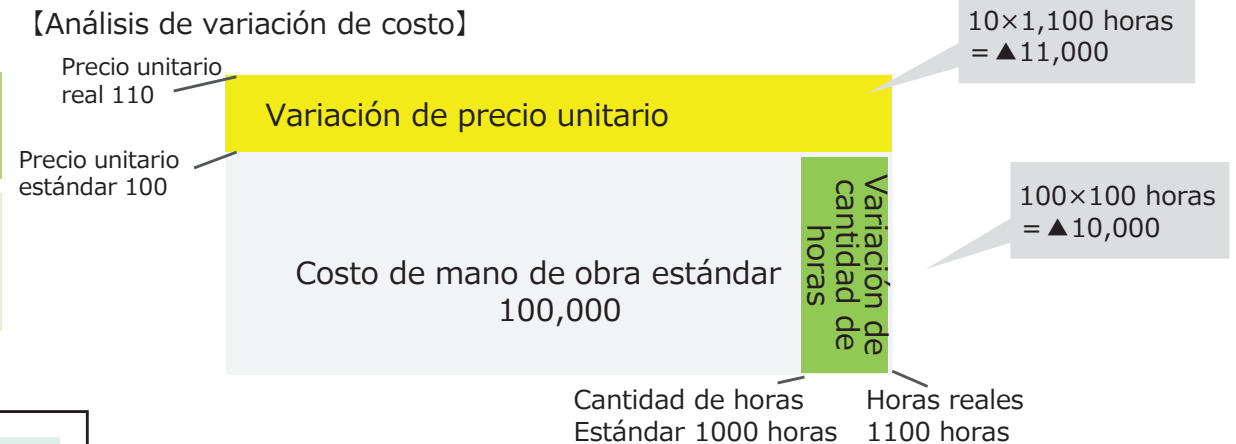 【Análisis de variación de costo】
Precio unitario
real 110
10×1,100 horas
= ▲11,000
Variación de precio unitario
Precio unitario
estándar 100
100×100 horas
= ▲10,000
Variación de
cantidad de
horas
Costo de mano de obra estándar
100,000
Cantidad de horas
Estándar 1000 horas
Horas reales
1100 horas